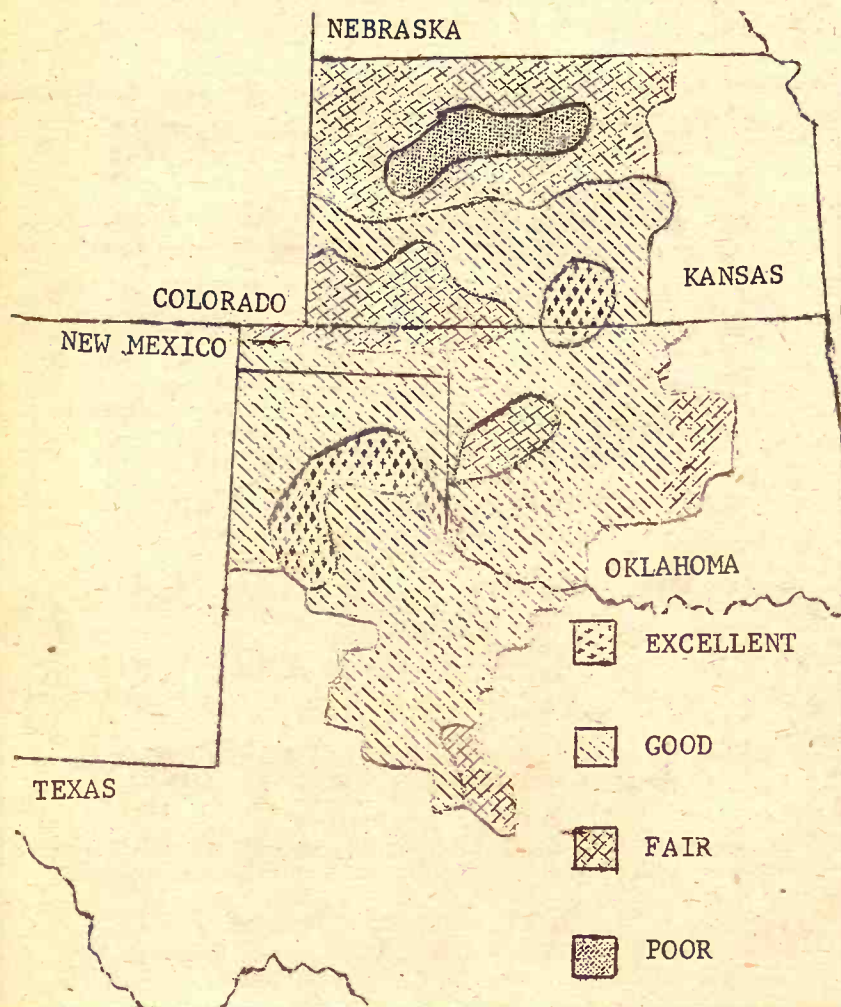 NEBRASKA
KANSAS
COLORADO
NEW MEXICO
OKLAHOMA
EXCELLENT
GOOD
TEXAS
FAIR
POOR